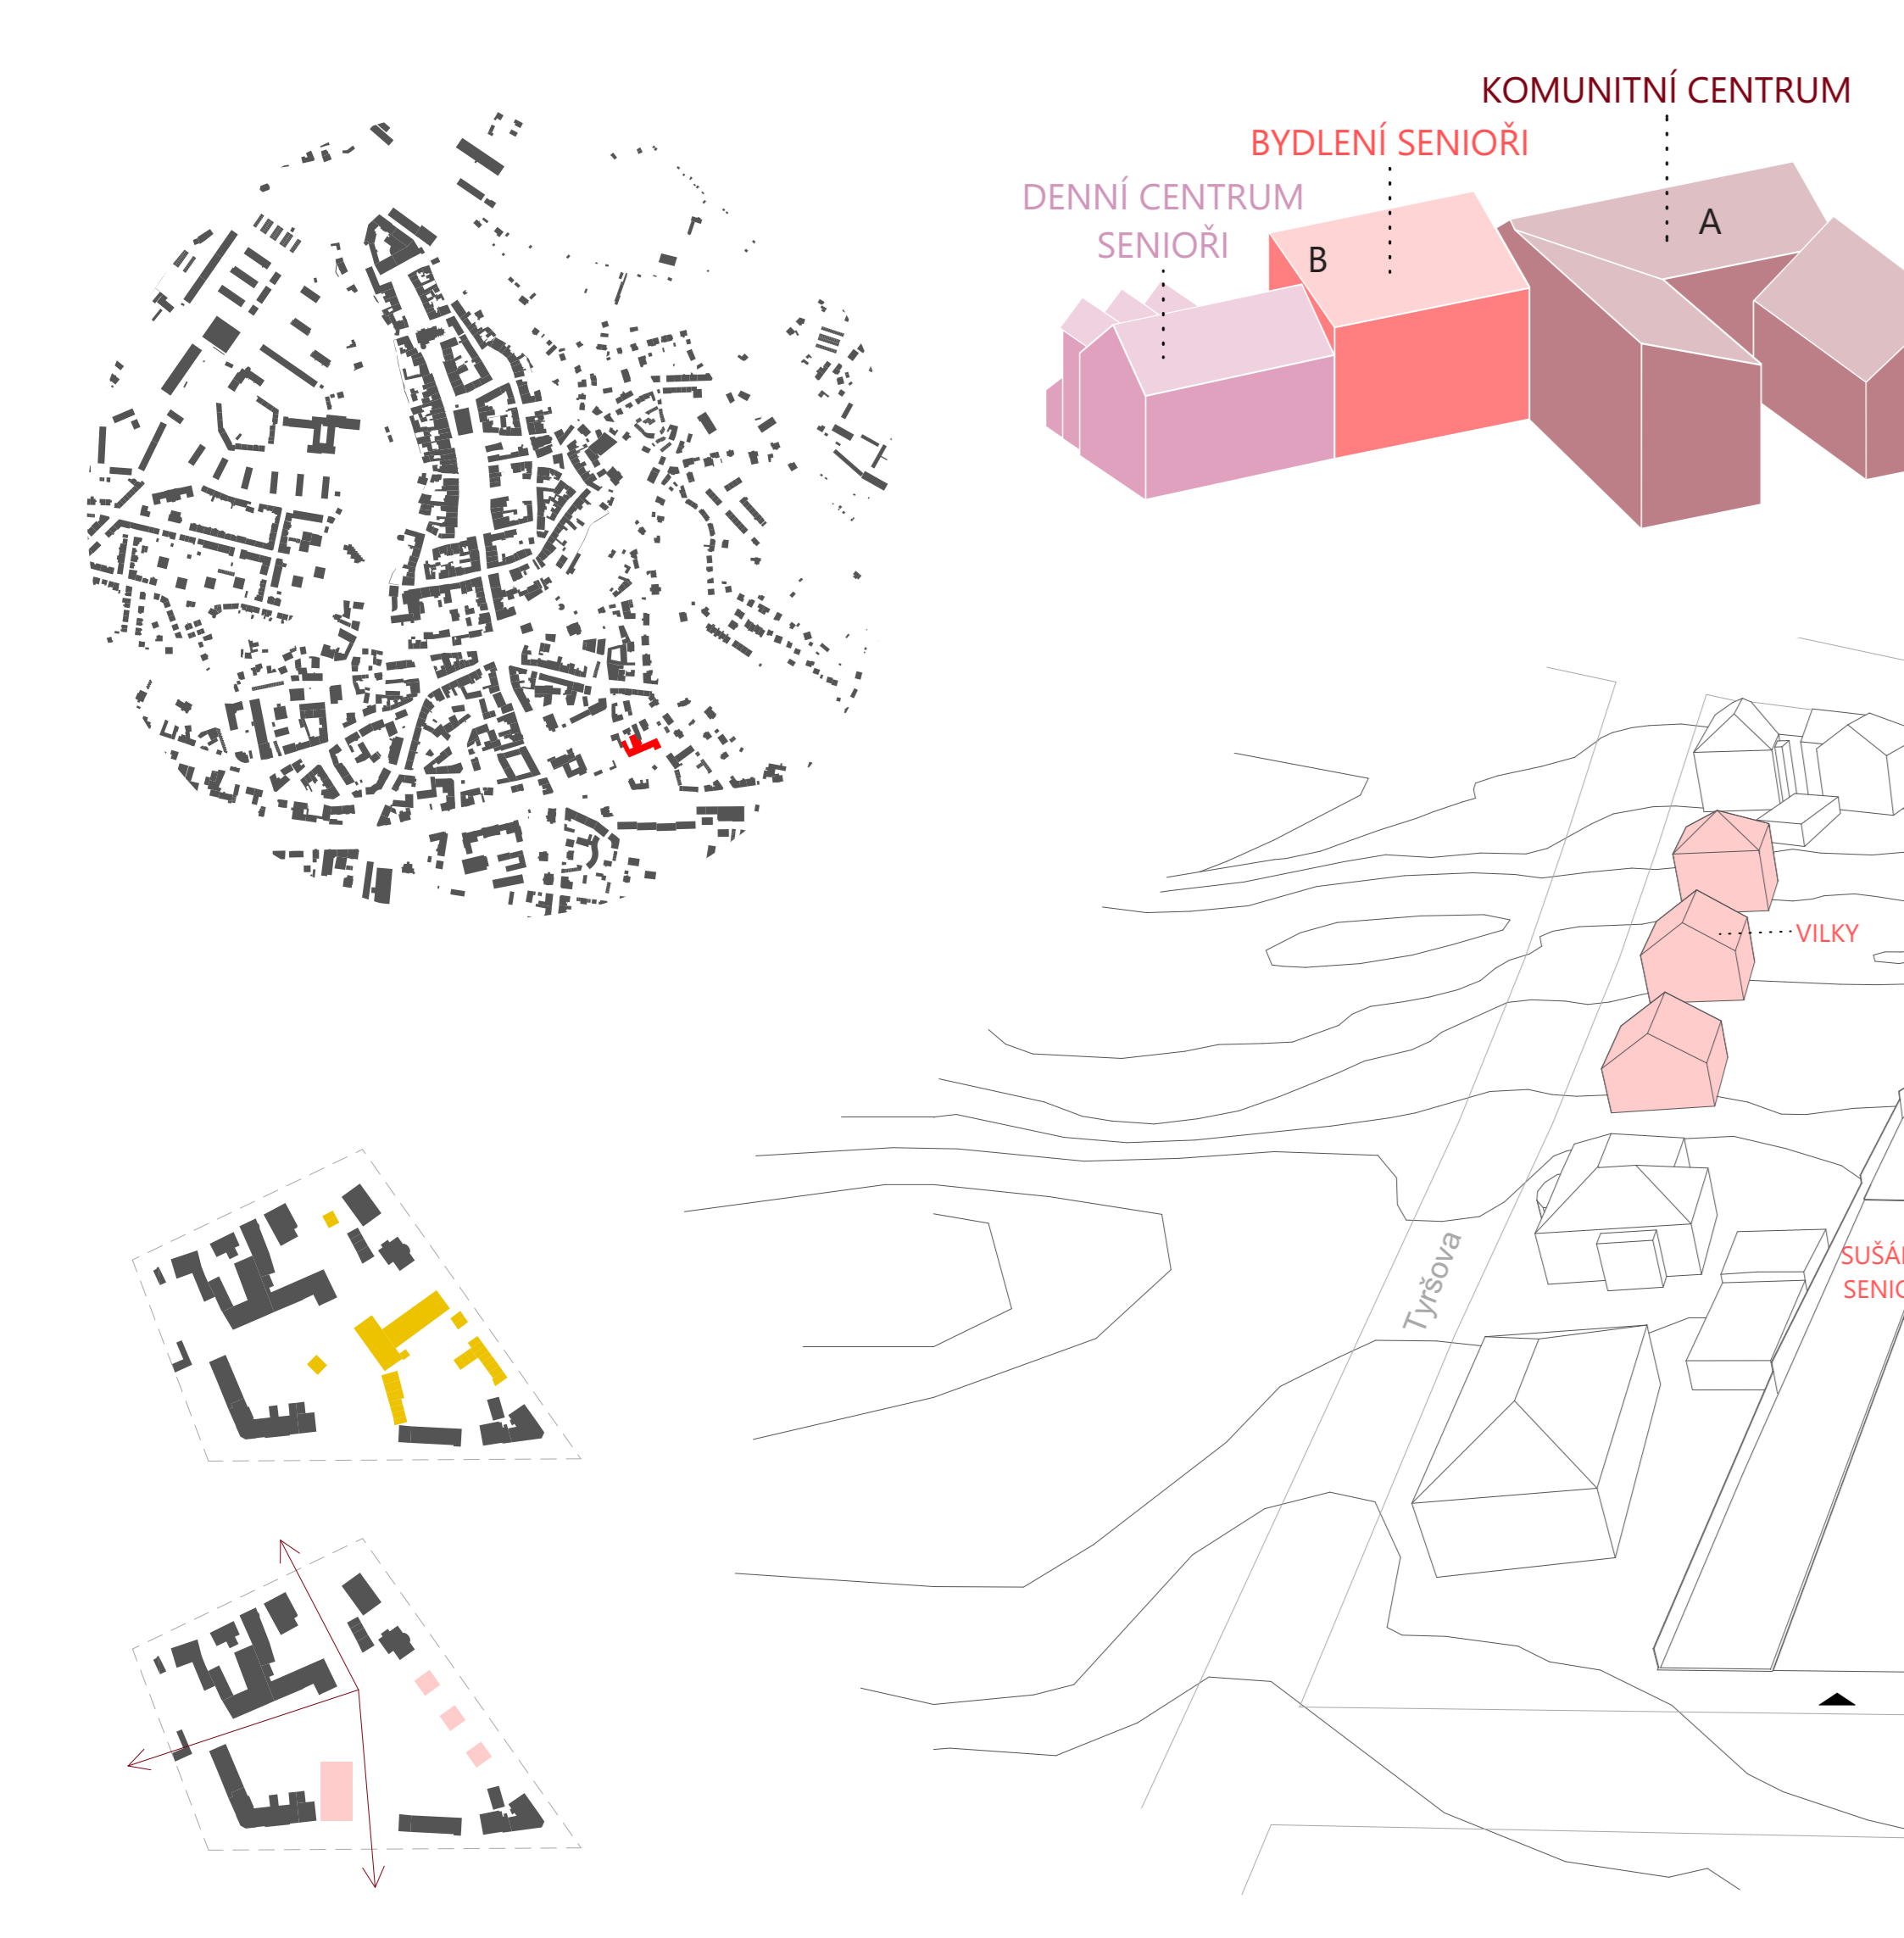 KOMUNITNÍ CENTRUM
BYDLENÍ SENIOŘI
DENNÍ CENTRUM
SENIOŘI
A
B
VILKY
Tyršova